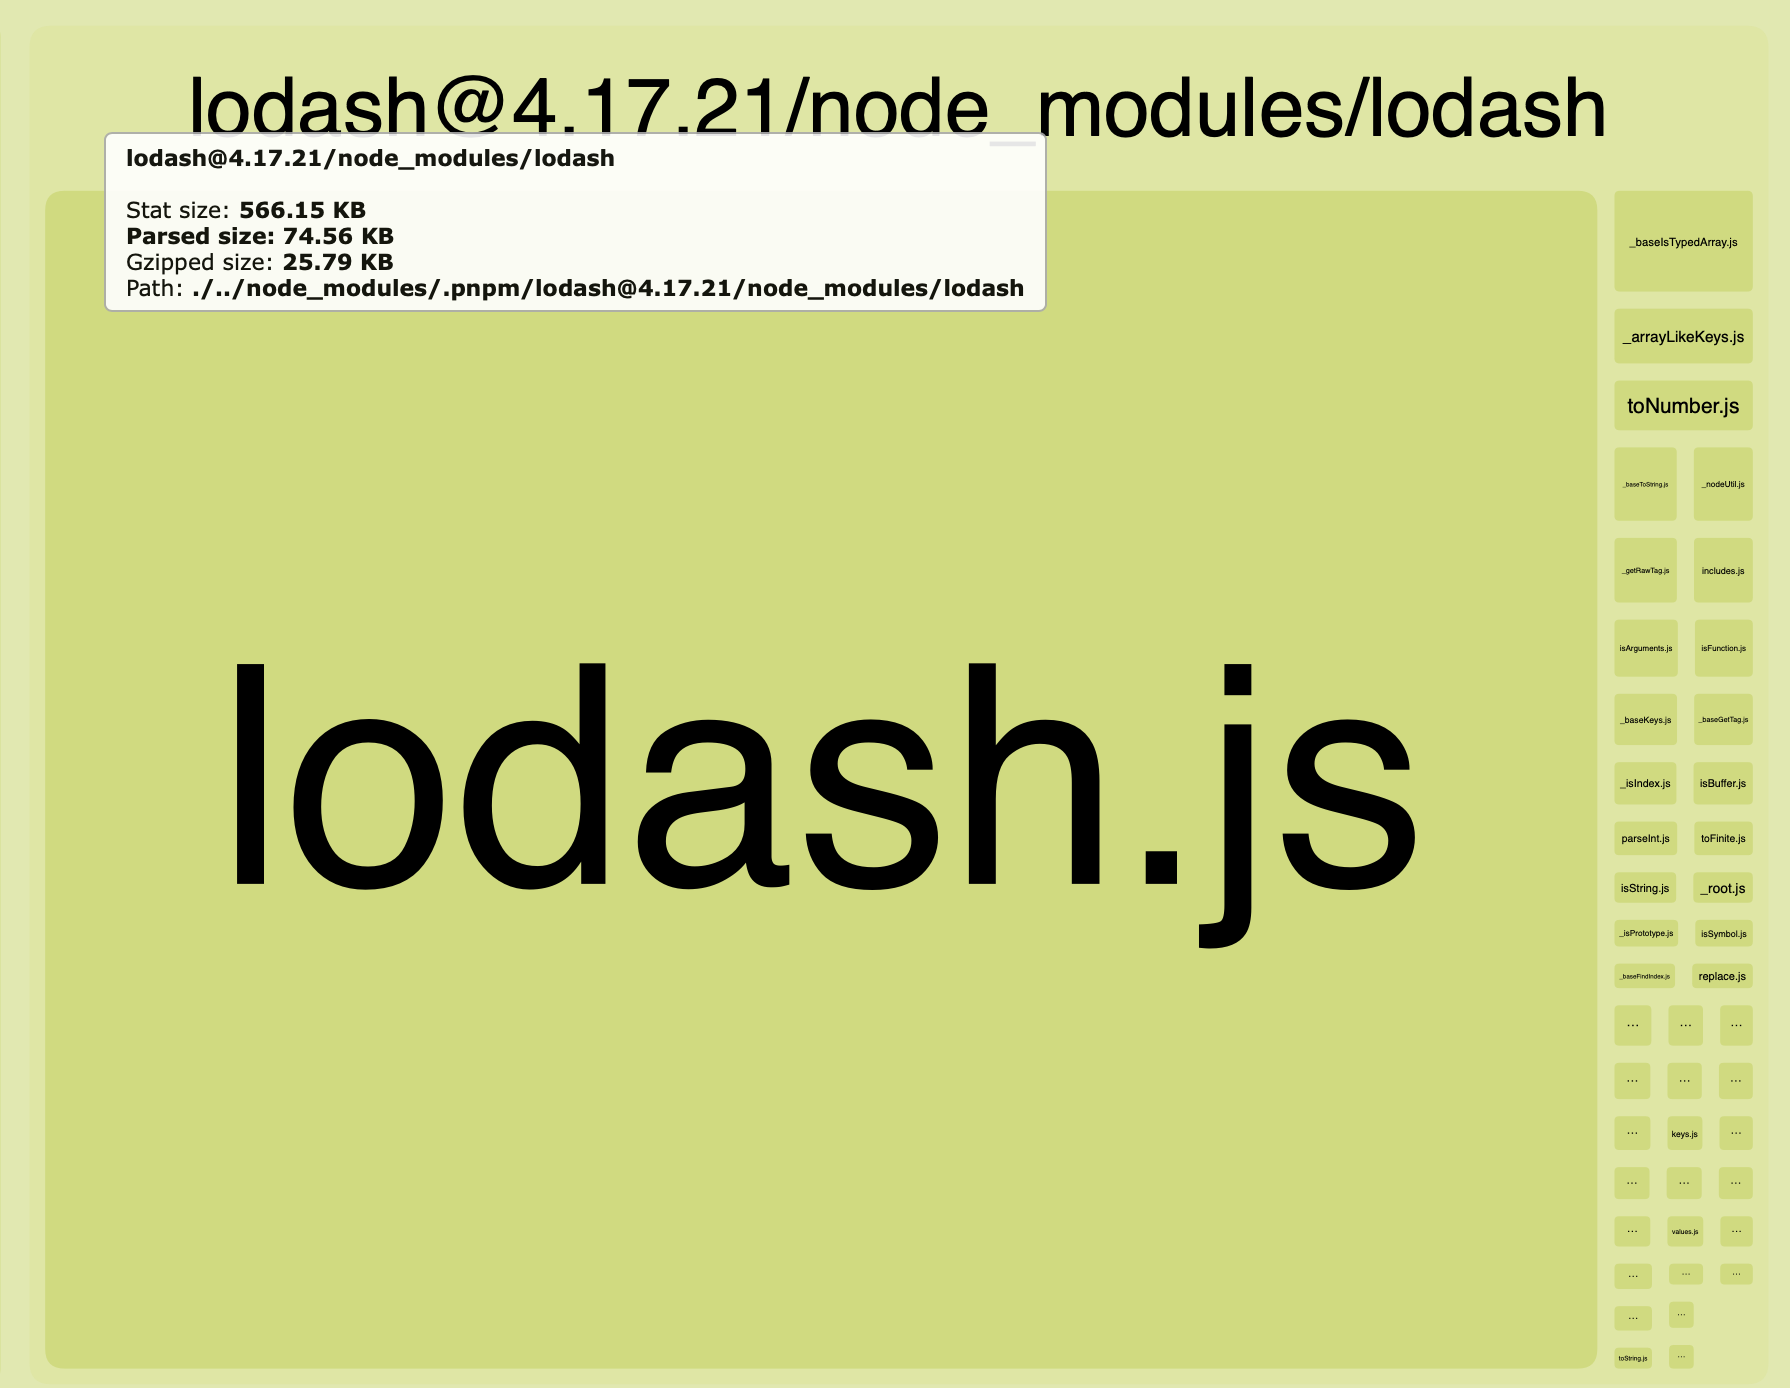 lodash@4.17.21/node_modules/lodash
lodash@4.17.21/node_modules/lodash
Stat size: 566.15 KB
Parsed size: 74.56 KB
Gzipped size: 25.79 KB
Path: ./../node_modules/.pnpm/lodash@4.17.21/node_modules/lodash
lodash.js
_baseIsTypedArray.js
_arrayLikeKeys.js
toNumber.js
_baseToString.js _nodeUtil.js
_getRawTag.js includes.js
isArguments.js isFunction.js
_baseKeys.js _baseGetTag.js
_isIndex.js isBuffer.js
parseInt.js toFinite.js
isString.js _root.js
_isPrototype.js isSymbol.js
_baseFindIndex.js replace.js
… … …
… … …
… keys.js …
… … …
… values.js …
… … …
… …
toString.js …